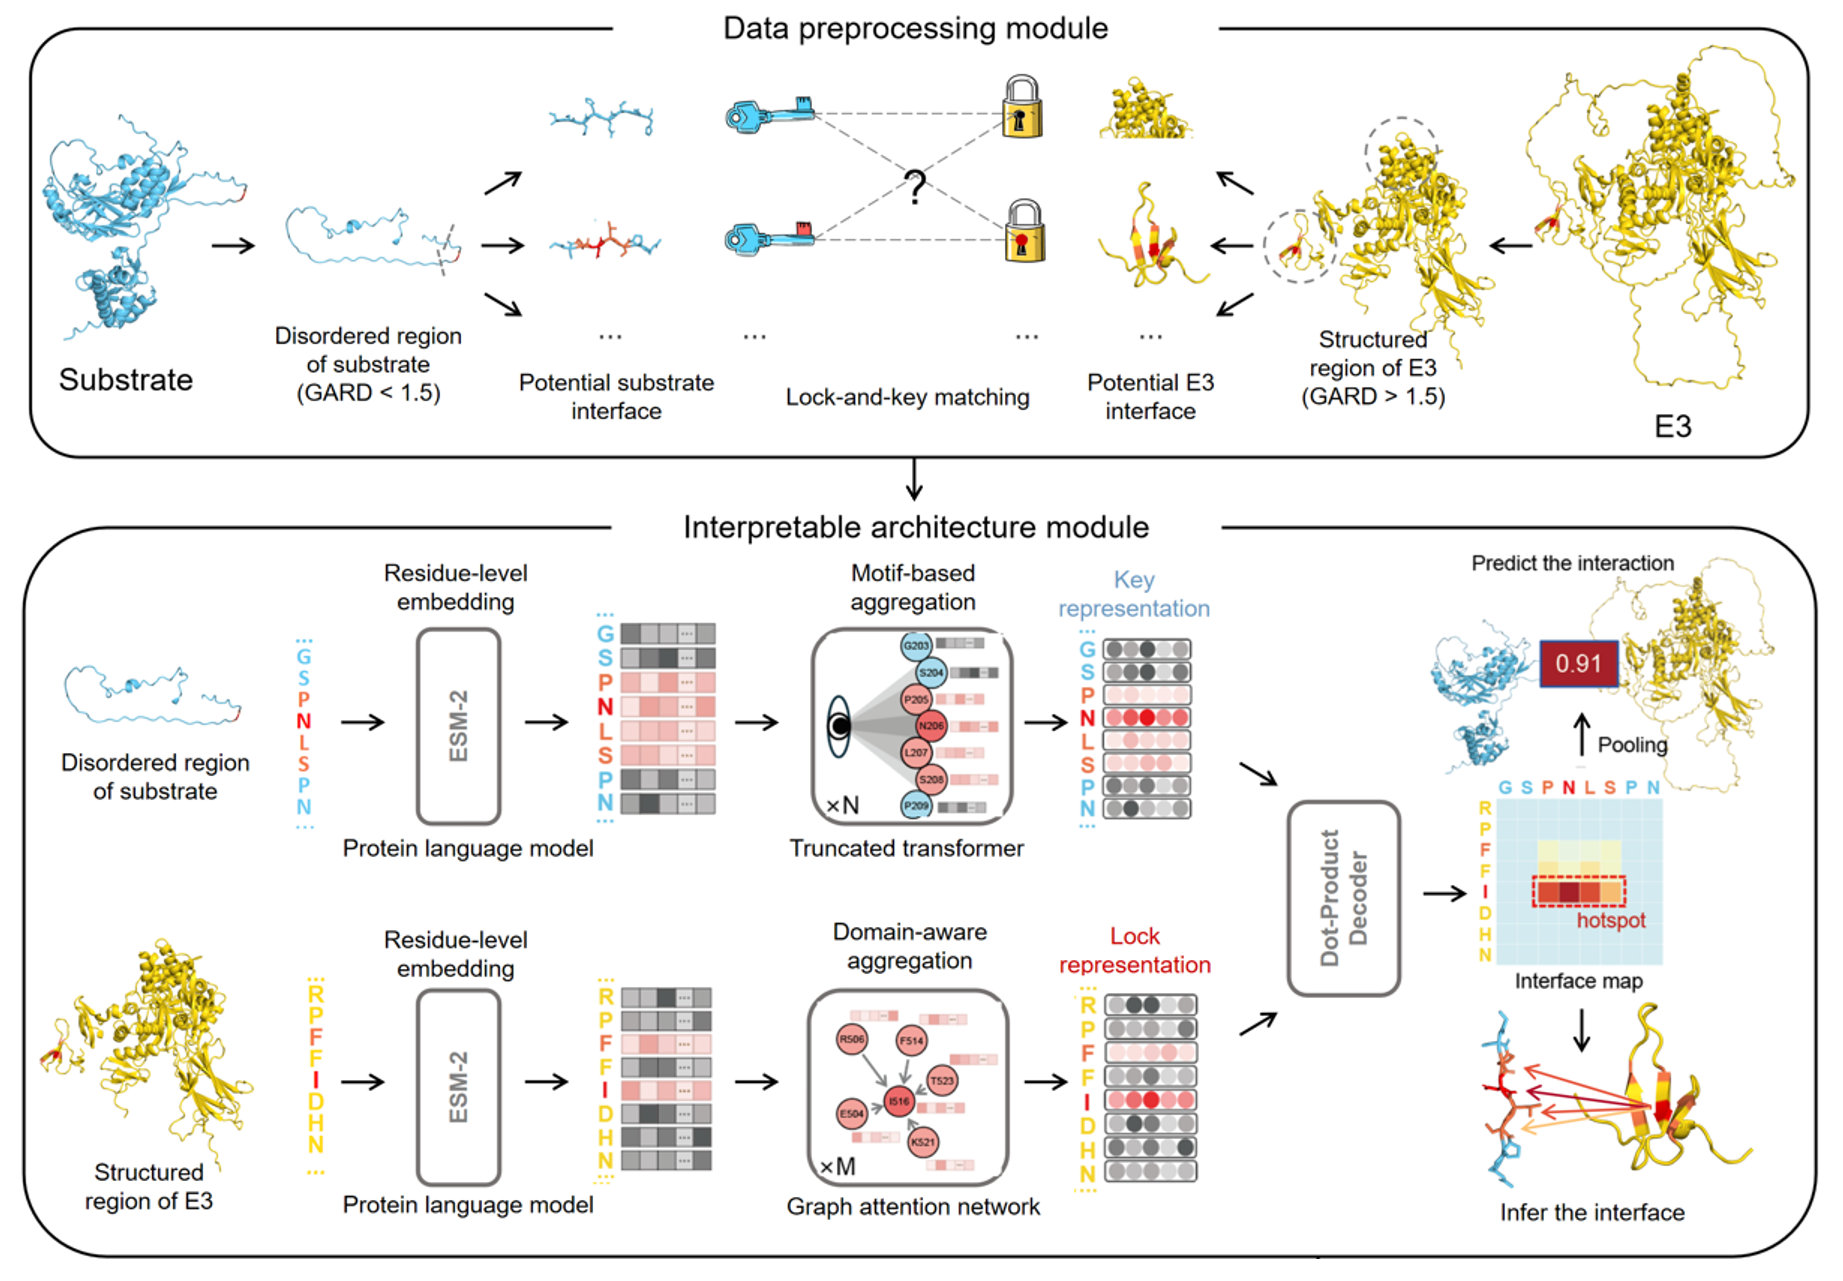 Data preprocessing module
?
...
...
...
...
Substrate
Disordered region
of substrate
(GARD < 1.5)
Potential substrate
interface
Lock-and-key matching
Potential E3
interface
Structured
region of E3
(GARD > 1.5)
E3
Interpretable architecture module
Residue-level
embedding
Motif-based
aggregation
Key
representation
Predict the interaction
Disordered region
of substrate
...
G
S
P
N
L
S
P
N
...
ESM-2
Protein language model
...
G
S
P
N
L
S
P
N
...
G203
S204
P205
N206
L207
S208
P209
×N
Truncated transformer
...
G
S
P
N
L
S
P
N
...
0.91
Pooling
Dot-Product
Decoder
G S P N L S P N
R
P
F
F
I
D
H
N
hotspot
Interface map
Infer the interface
Residue-level
embedding
Domain-aware
aggregation
Lock
representation
Structured
region of E3
...
R
P
F
F
I
D
H
N
...
ESM-2
Protein language model
...
R
P
F
F
I
D
H
N
...
R506
F514
T523
I516
E504
K521
×M
Graph attention network
...
R
P
F
F
I
D
H
N
...